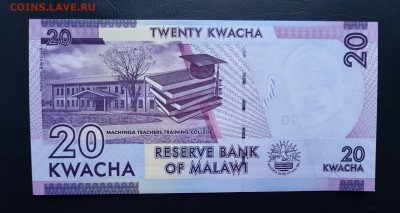 COINS.LAVE.RU
20
TWENTY KWACHA
20
MACHINGA TEACHERS TRAINING COLLEGE
20
KWACHA
RESERVE BANK
OF MALAWI
20
KWACHA